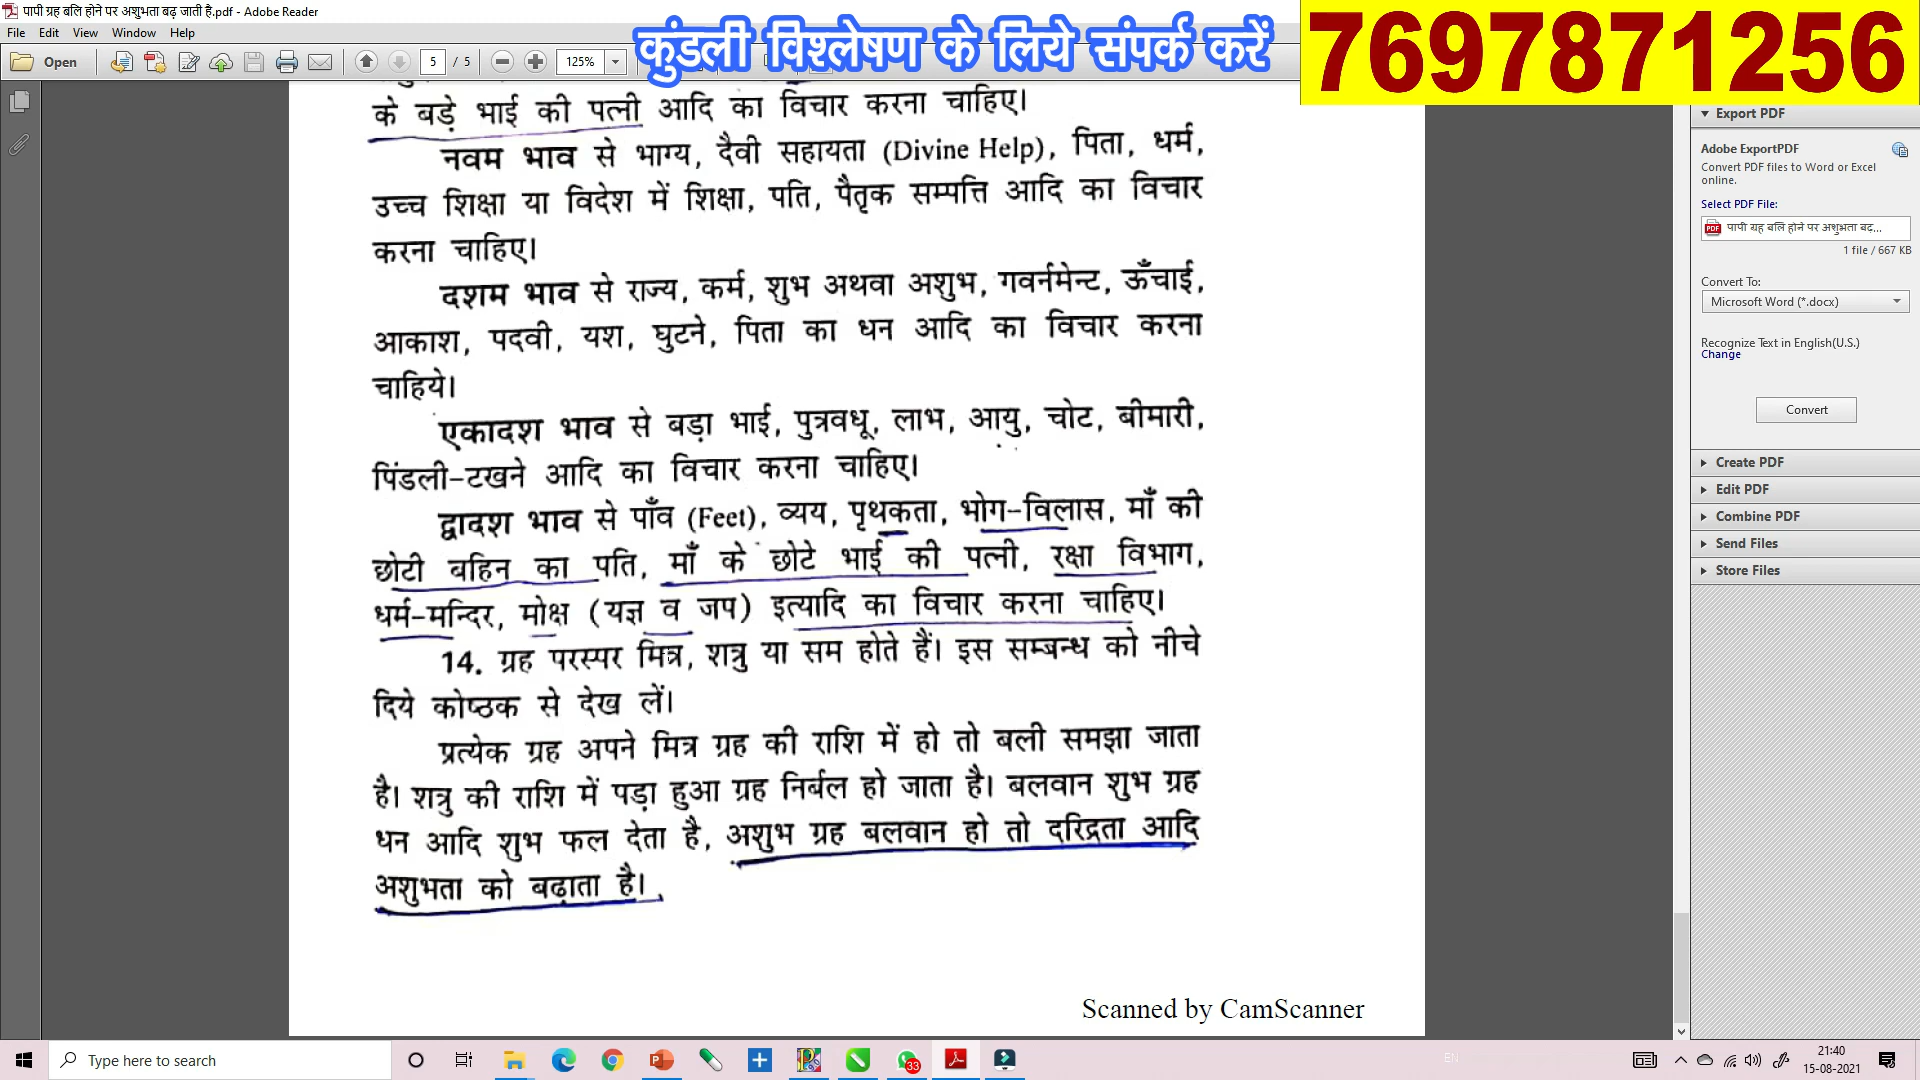 पापी ग्रह बलि होने पर अशुभता बढ़ जाती है.pdf - Adobe Reader
File Edit View Window Help
Open 5 / 5 125%
कुंडली विश्लेषण के लिये संपर्क करें
7697871256
के बड़े भाई की पत्नी आदि का विचार करना चाहिए।
नवम भाव से भाग्य, दैवी सहायता (Divine Help), पिता, धर्म,
उच्च शिक्षा या विदेश में शिक्षा, पति, पैतृक सम्पत्ति आदि का विचार
करना चाहिए।
दशम भाव से राज्य, कर्म, शुभ अथवा अशुभ, गवर्नमेन्ट, ऊँचाई,
आकाश, पदवी, यश, घुटने, पिता का धन आदि का विचार करना
चाहिये।
एकादश भाव से बड़ा भाई, पुत्रवधू, लाभ, आयु, चोट, बीमारी,
पिंडली-टखने आदि का विचार करना चाहिए।
द्वादश भाव से पाँव (Feet), व्यय, पृथकता, भोग-विलास, माँ की
छोटी बहिन का पति, माँ के छोटे भाई की पत्नी, रक्षा विभाग,
धर्म-मन्दिर, मोक्ष (यज्ञ व जप) इत्यादि का विचार करना चाहिए।
14. ग्रह परस्पर मित्र, शत्रु या सम होते हैं। इस सम्बन्ध को नीचे
दिये कोष्ठक से देख लें।
प्रत्येक ग्रह अपने मित्र ग्रह की राशि में हो तो बली समझा जाता
है। शत्रु की राशि में पड़ा हुआ ग्रह निर्बल हो जाता है। बलवान शुभ ग्रह
धन आदि शुभ फल देता है, अशुभ ग्रह बलवान हो तो दरिद्रता आदि
अशुभता को बढ़ाता है।
Scanned by CamScanner
Export PDF
Adobe ExportPDF
Convert PDF files to Word or Excel
online.
Select PDF File:
पापी ग्रह बलि होने पर अशुभता बढ़...
1 file / 667 KB
Convert To:
Microsoft Word (*.docx)
Recognize Text in English(U.S.)
Change
Convert
Create PDF
Edit PDF
Combine PDF
Send Files
Store Files
Type here to search
33
EN
21:40
15-08-2021